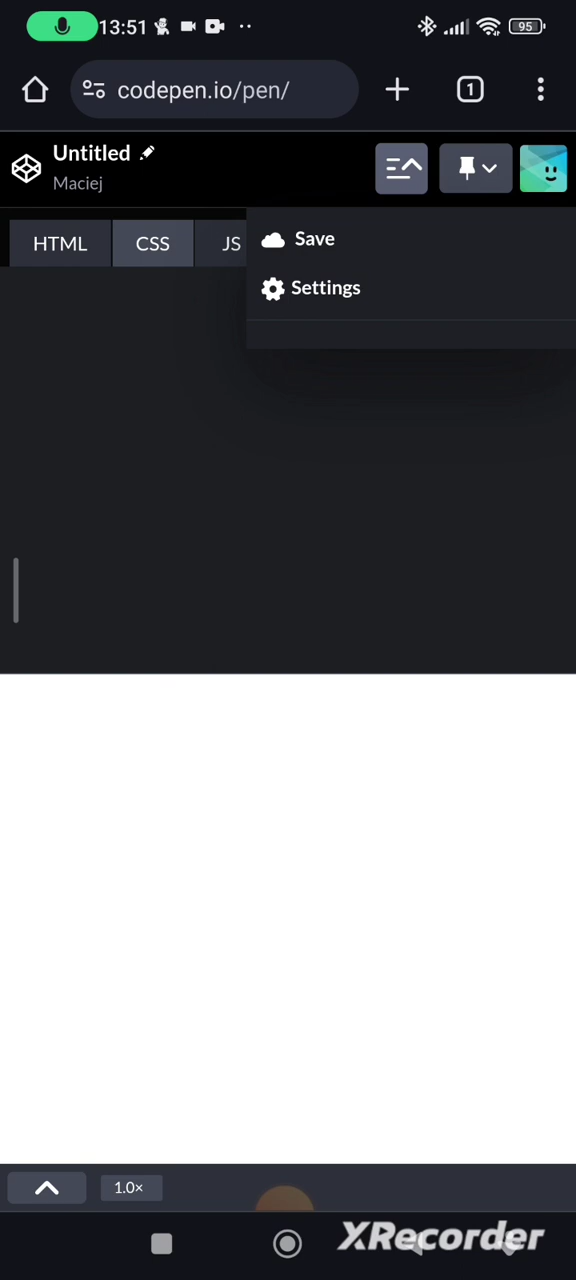 13:51
95
codepen.io/pen/
1
Untitled
Maciej
HTML
CSS
JS
Save
Settings
1.0×
XRecorder